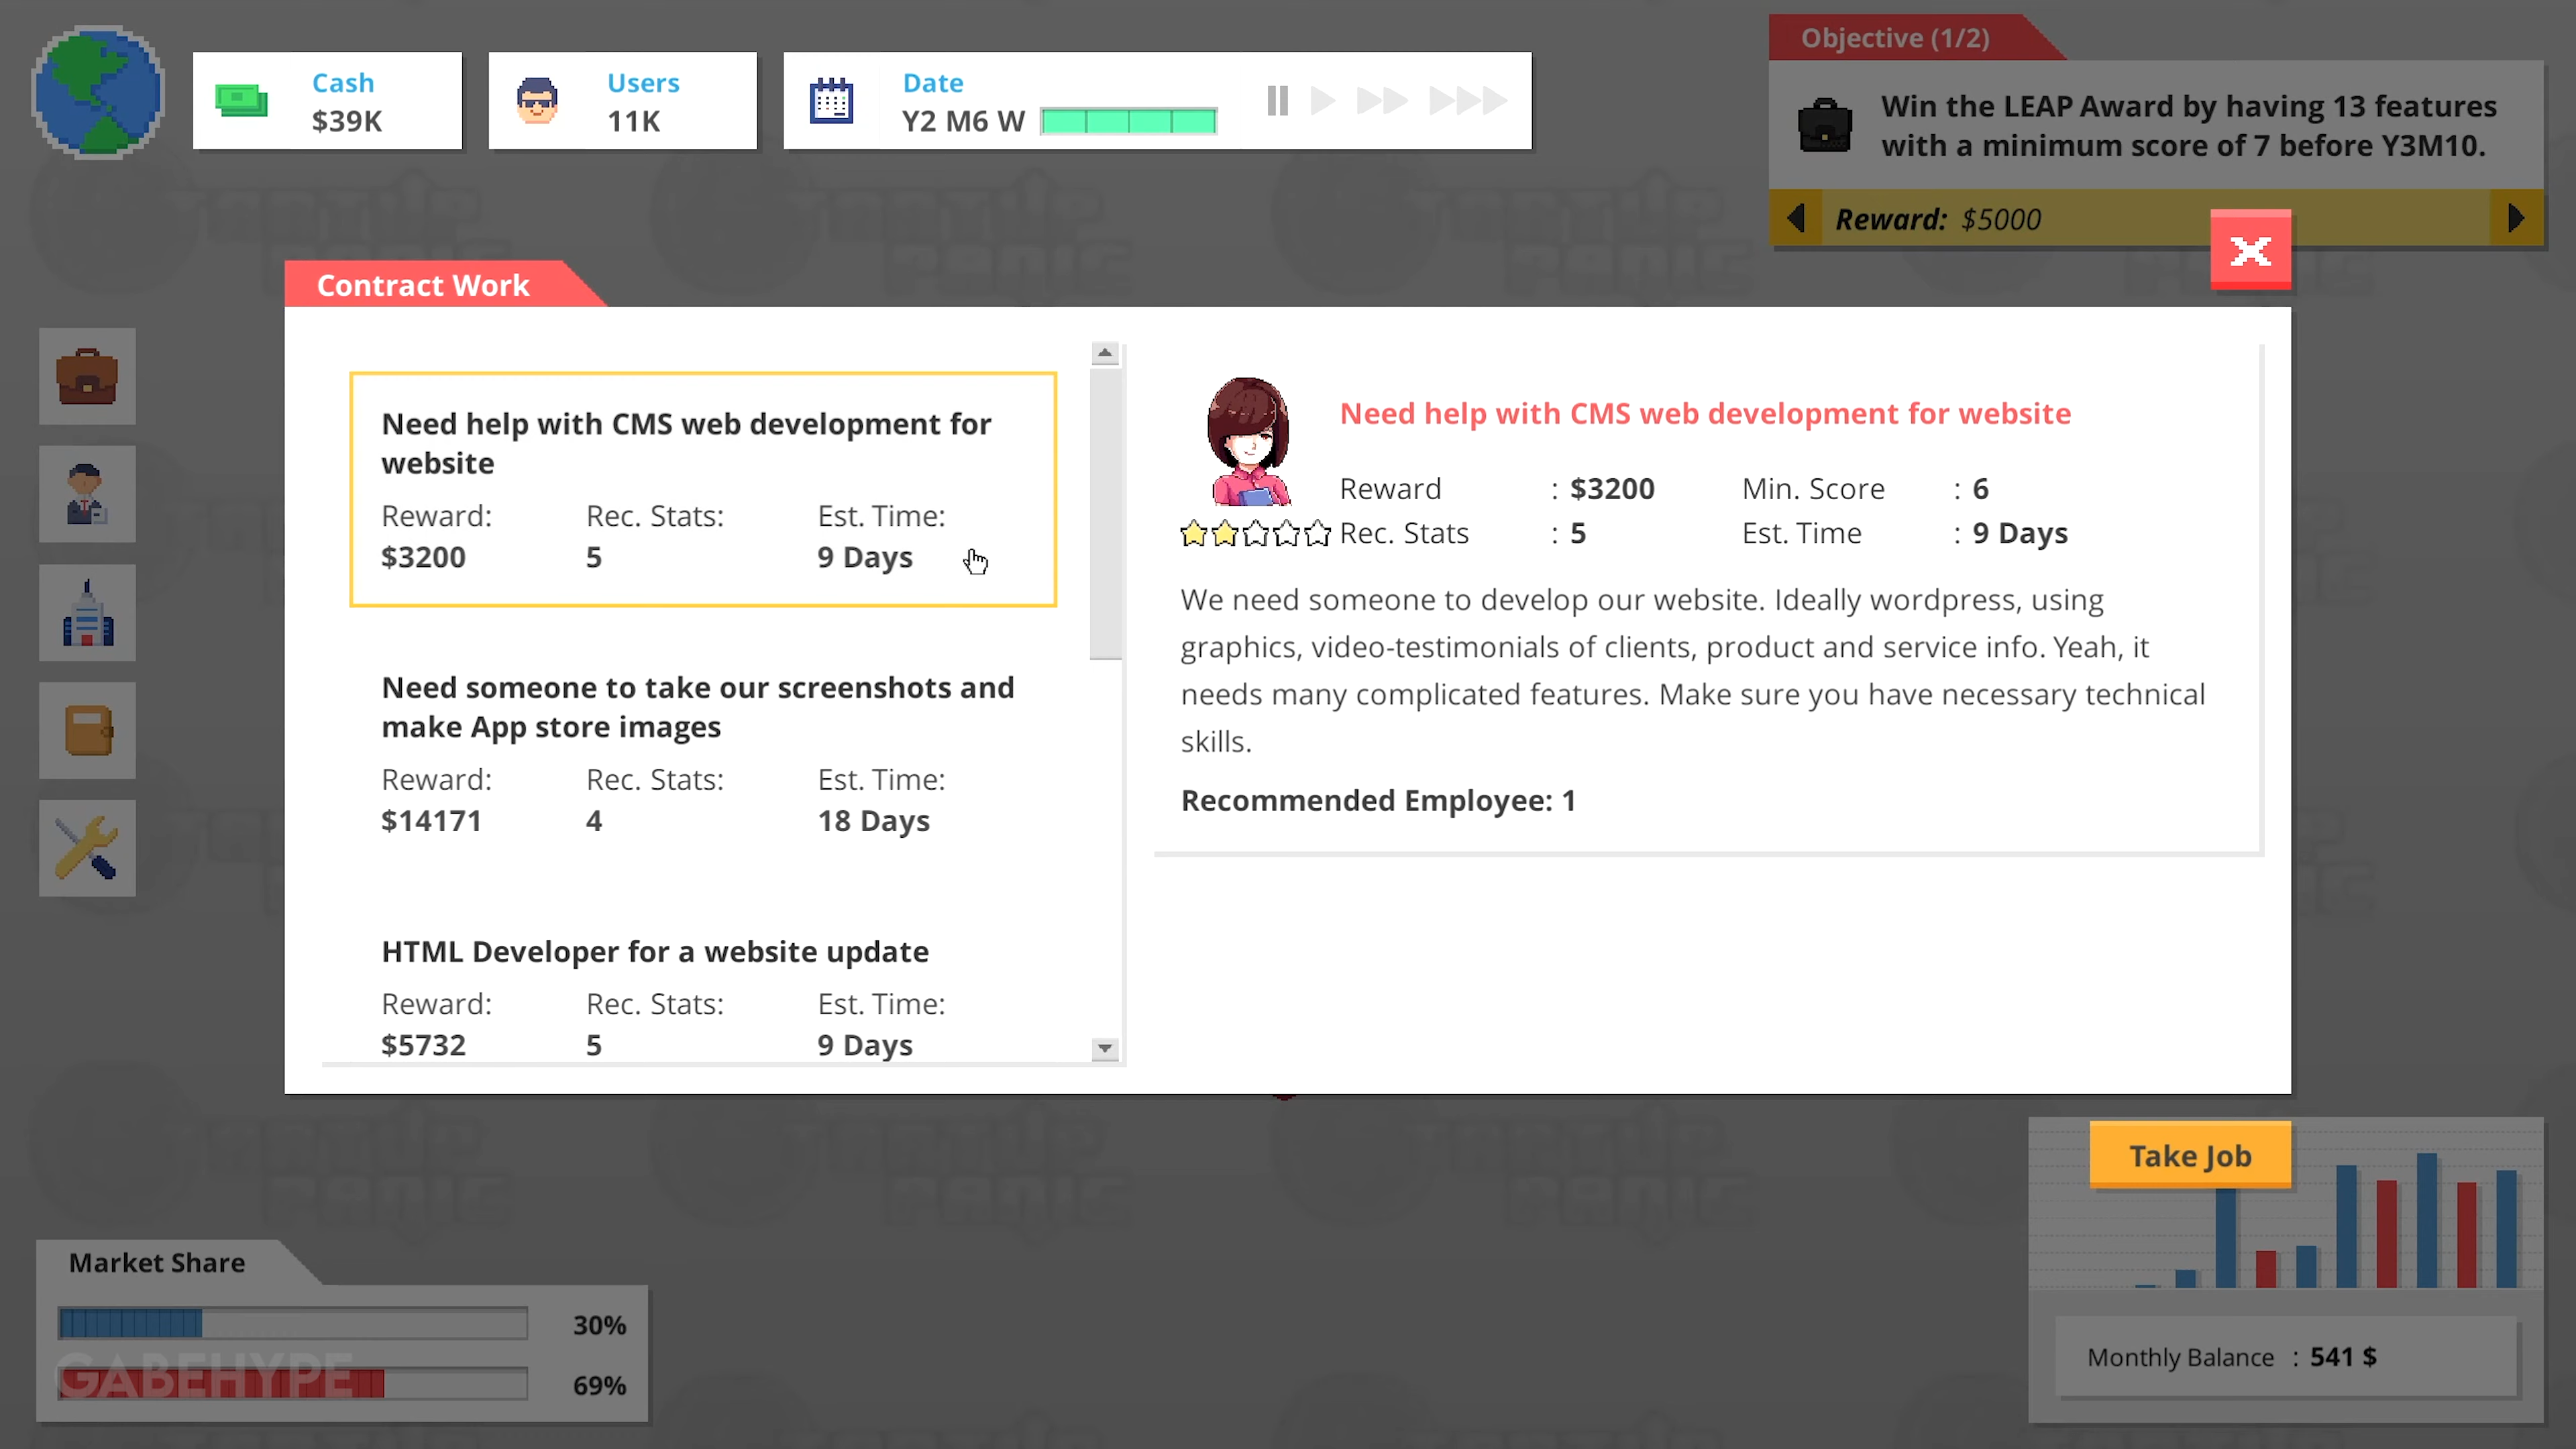 Cash
$39K
Users
11K
Date
Y2 M6 W
Objective (1/2)
Win the LEAP Award by having 13 features
with a minimum score of 7 before Y3M10.
Reward: $5000
Contract Work
Need help with CMS web development for
website
Reward: Rec. Stats: Est. Time:
$3200 5 9 Days
Need someone to take our screenshots and
make App store images
Reward: Rec. Stats: Est. Time:
$14171 4 18 Days
HTML Developer for a website update
Reward: Rec. Stats: Est. Time:
$5732 5 9 Days
Need help with CMS web development for website
Reward : $3200 Min. Score : 6
Rec. Stats : 5 Est. Time : 9 Days
We need someone to develop our website. Ideally wordpress, using
graphics, video-testimonials of clients, product and service info. Yeah, it
needs many complicated features. Make sure you have necessary technical
skills.
Recommended Employee: 1
Take Job
Market Share
30%
69%
GABEHYPE
Monthly Balance : 541 $